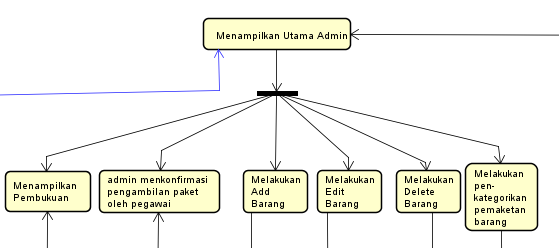 Menampilkan Utama Admin
Menampilkan
Pembukuan
admin menkonfirmasi
pengambilan paket
oleh pegawai
Melakukan
Add
Barang
Melakukan
Edit
Barang
Melakukan
Delete
Barang
Melakukan
pen-
kategorikan
pemaketan
barang